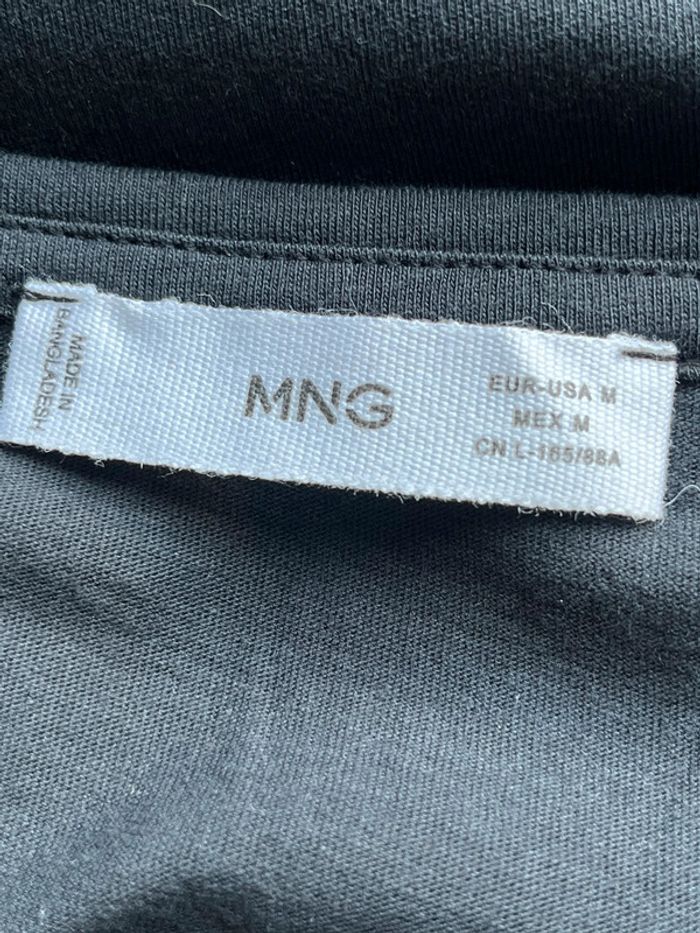 MADE IN
BANGLADESH
MNG
EUR-USA M
MEX M
CN L-165/88A